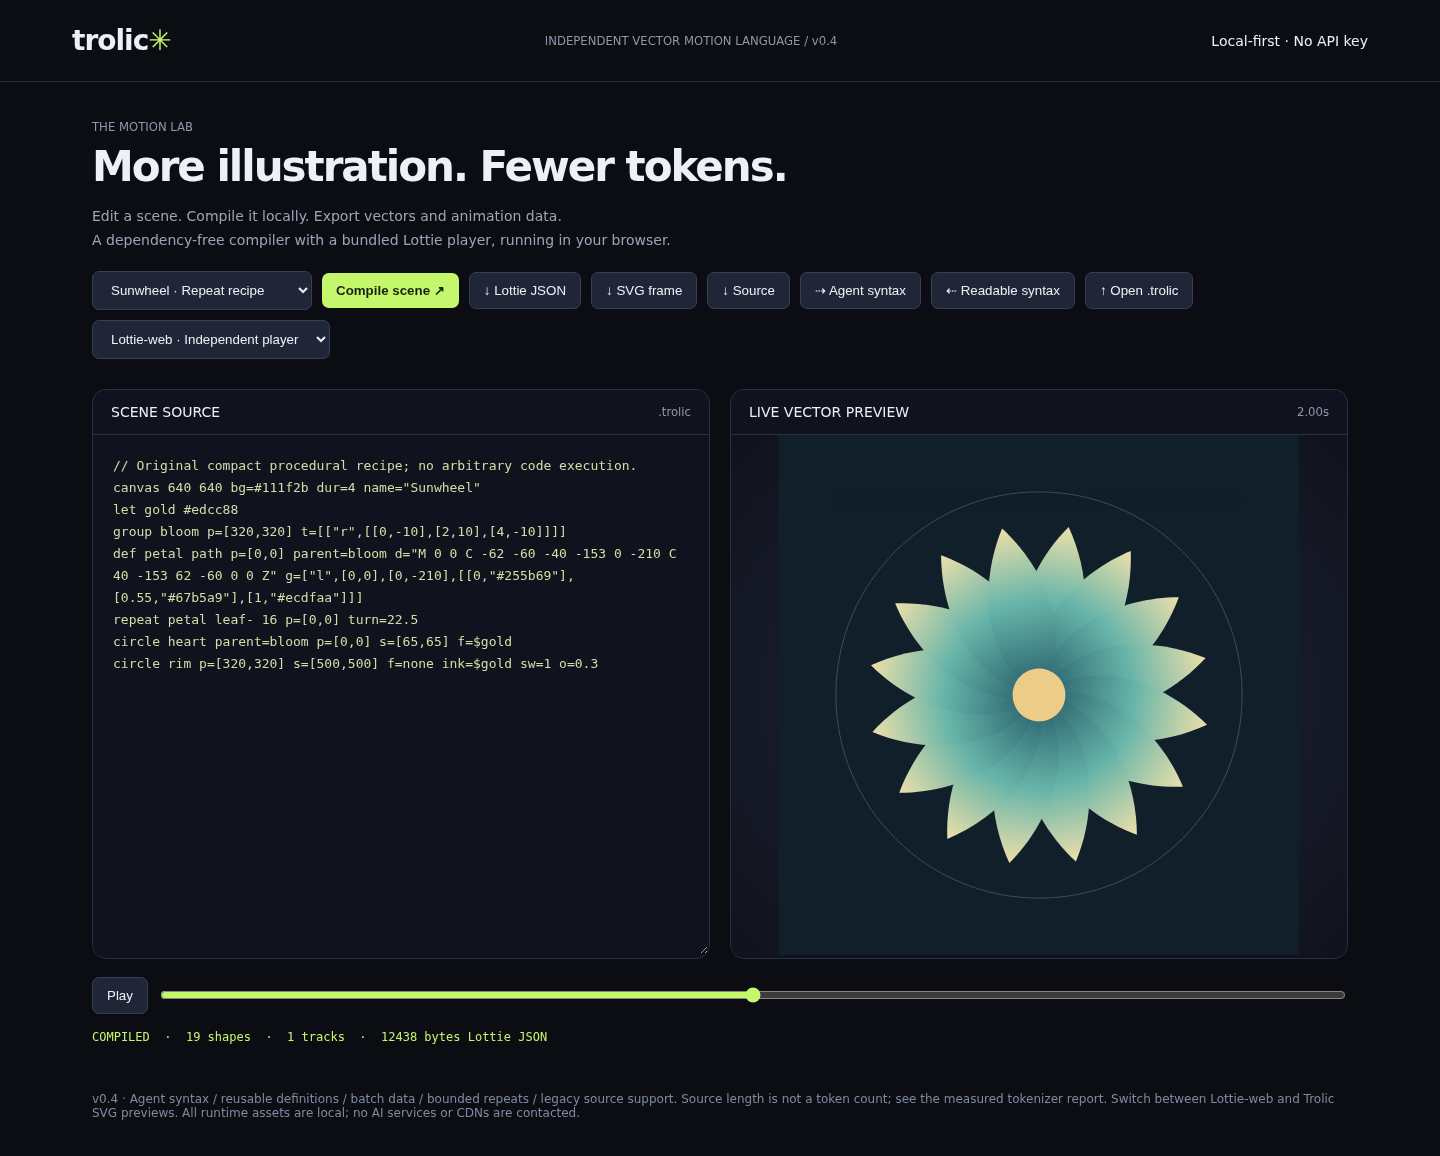 trolic✳
INDEPENDENT VECTOR MOTION LANGUAGE / v0.4
Local-first · No API key
THE MOTION LAB
More illustration. Fewer tokens.
Edit a scene. Compile it locally. Export vectors and animation data.
A dependency-free compiler with a bundled Lottie player, running in your browser.
Sunwheel · Repeat recipe
Compile scene ↗
↓ Lottie JSON
↓ SVG frame
↓ Source
⇢ Agent syntax
⇠ Readable syntax
↑ Open .trolic
Lottie-web · Independent player
SCENE SOURCE
.trolic
// Original compact procedural recipe; no arbitrary code execution.
canvas 640 640 bg=#111f2b dur=4 name="Sunwheel"
let gold #edcc88
group bloom p=[320,320] t=[["r",[[0,-10],[2,10],[4,-10]]]]
def petal path p=[0,0] parent=bloom d="M 0 0 C -62 -60 -40 -153 0 -210 C
40 -153 62 -60 0 0 Z" g=["l",[0,0],[0,-210],[[0,"#255b69"],
[0.55,"#67b5a9"],[1,"#ecdfaa"]]]
repeat petal leaf- 16 p=[0,0] turn=22.5
circle heart parent=bloom p=[0,0] s=[65,65] f=$gold
circle rim p=[320,320] s=[500,500] f=none ink=$gold sw=1 o=0.3
LIVE VECTOR PREVIEW
2.00s
Play
COMPILED · 19 shapes · 1 tracks · 12438 bytes Lottie JSON
v0.4 · Agent syntax / reusable definitions / batch data / bounded repeats / legacy source support. Source length is not a token count; see the measured tokenizer report. Switch between Lottie-web and Trolic
SVG previews. All runtime assets are local; no AI services or CDNs are contacted.